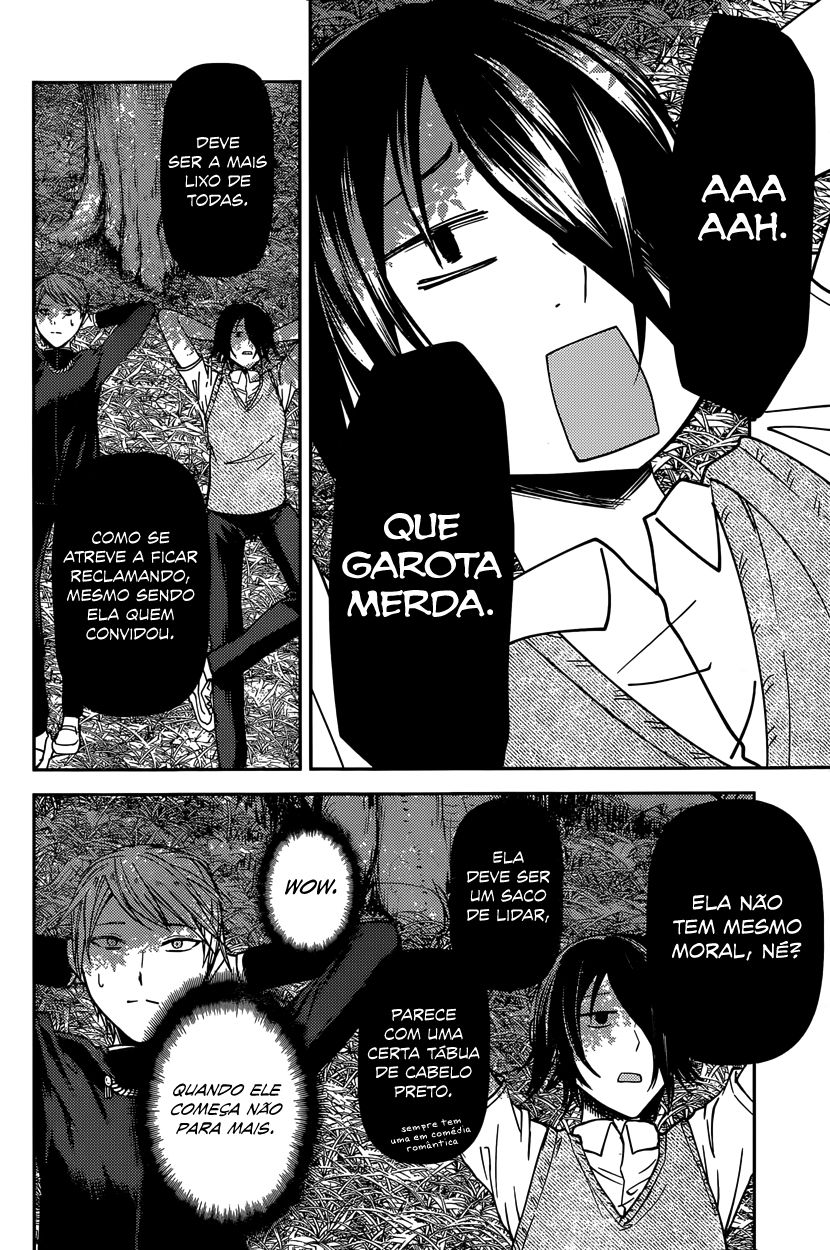 AAA
AAH.
QUE
GAROTA
MERDA.
DEVE
SER A MAIS
LIXO DE
TODAS.
COMO SE
ATREVE A FICAR
RECLAMANDO,
MESMO SENDO
ELA QUEM
CONVIDOU.
ELA NÃO
TEM MESMO
MORAL, NÉ?
ELA
DEVE SER
UM SACO
DE LIDAR,
PARECE
COM UMA
CERTA TÁBUA
DE CABELO
PRETO.
sempre tem
uma em comédia
romàntica
WOW.
QUANDO ELE
COMEÇA NÃO
PARA MAIS.